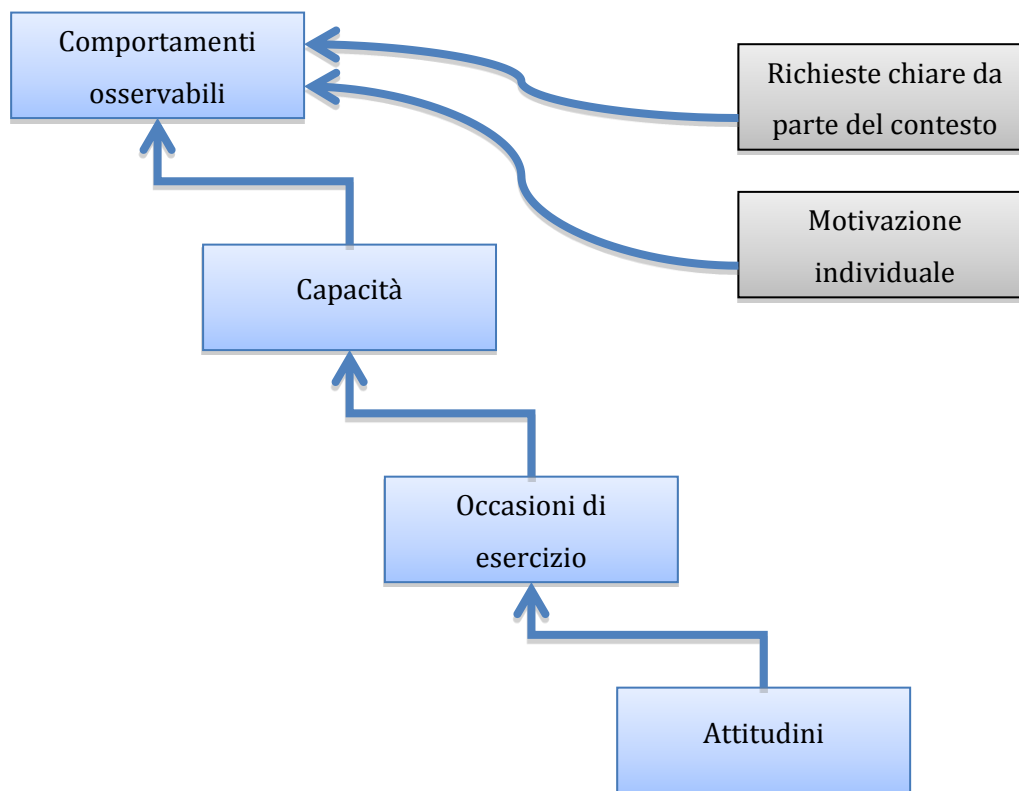 Comportamenti
osservabili
Richieste chiare da
parte del contesto
Motivazione
individuale
Capacità
Occasioni di
esercizio
Attitudini